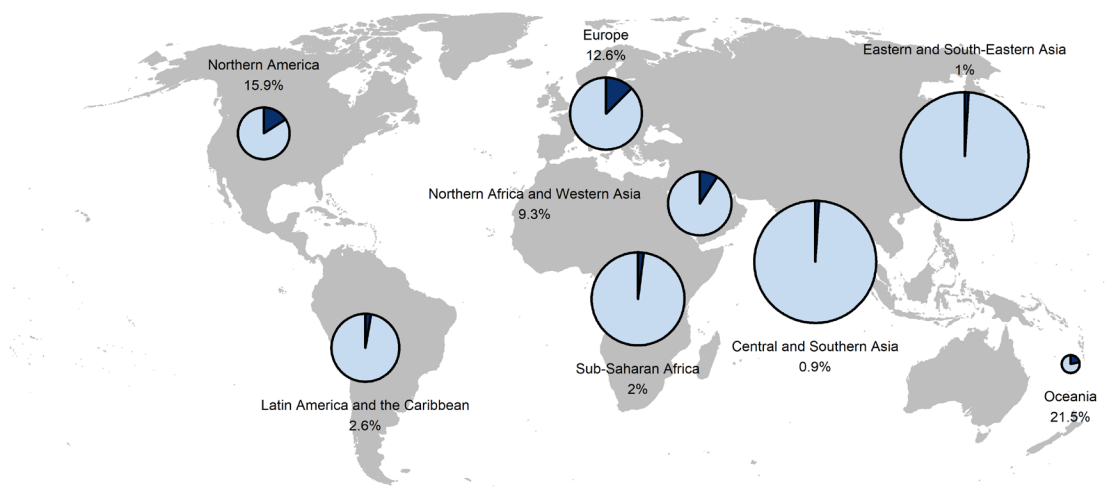 Europe
12.6%
Eastern and South-Eastern Asia
1%
Northern America
15.9%
Northern Africa and Western Asia
9.3%
Central and Southern Asia
0.9%
Sub-Saharan Africa
2%
Oceania
21.5%
Latin America and the Caribbean
2.6%